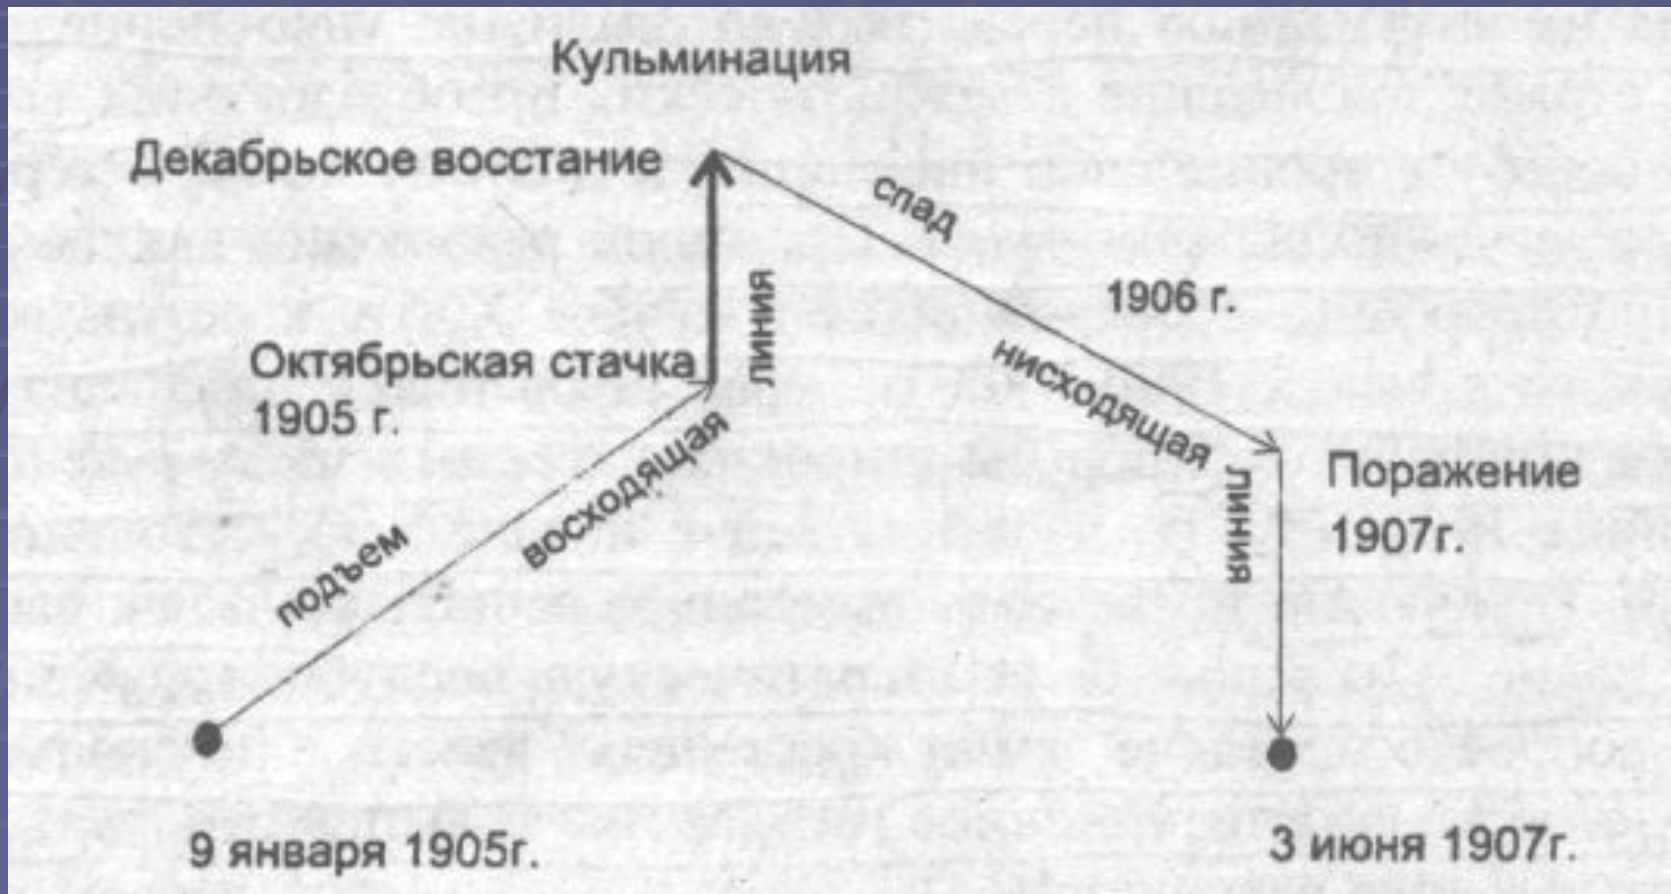 Кульминация
Декабрьское восстание
спад
1906 г.
линия
Октябрьская стачка
1905 г.
нисходящая
линия
восходящая
подъем
Поражение
1907г.
9 января 1905г.
3 июня 1907г.